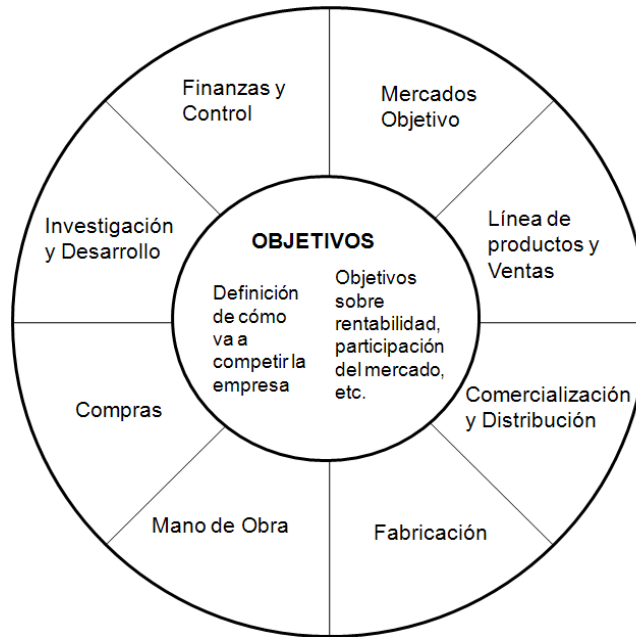 Finanzas y
Control
Mercados
Objetivo
Línea de
productos y
Ventas
Comercialización
y Distribución
Fabricación
Mano de Obra
Compras
Investigación
y Desarrollo
OBJETIVOS
Definición
de cómo
va a
competir la
empresa
Objetivos
sobre
rentabilidad,
participación
del mercado,
etc.